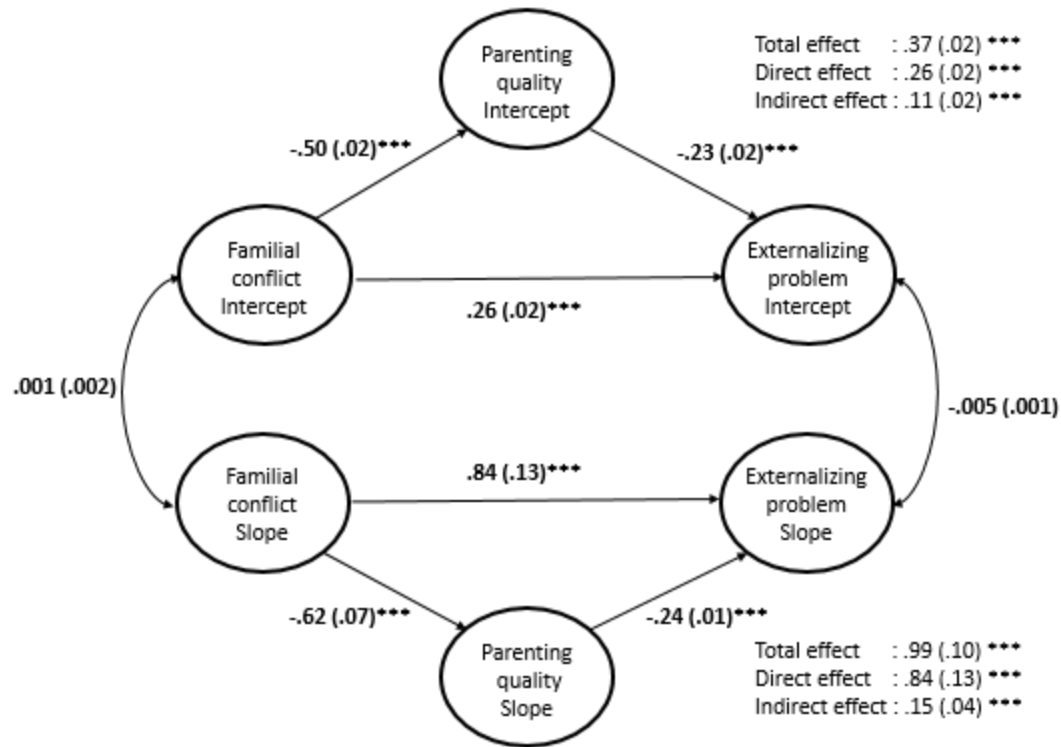 Parenting
quality
Intercept
Total effect : .37 (.02) ***
Direct effect : .26 (.02) ***
Indirect effect : .11 (.02) ***
-.50 (.02)***
-.23 (.02)***
Familial
conflict
Intercept
Externalizing
problem
Intercept
.26 (.02)***
.001 (.002)
-.005 (.001)
Familial
conflict
Slope
.84 (.13)***
Externalizing
problem
Slope
-.62 (.07)***
-.24 (.01)***
Parenting
quality
Slope
Total effect : .99 (.10) ***
Direct effect : .84 (.13) ***
Indirect effect : .15 (.04) ***